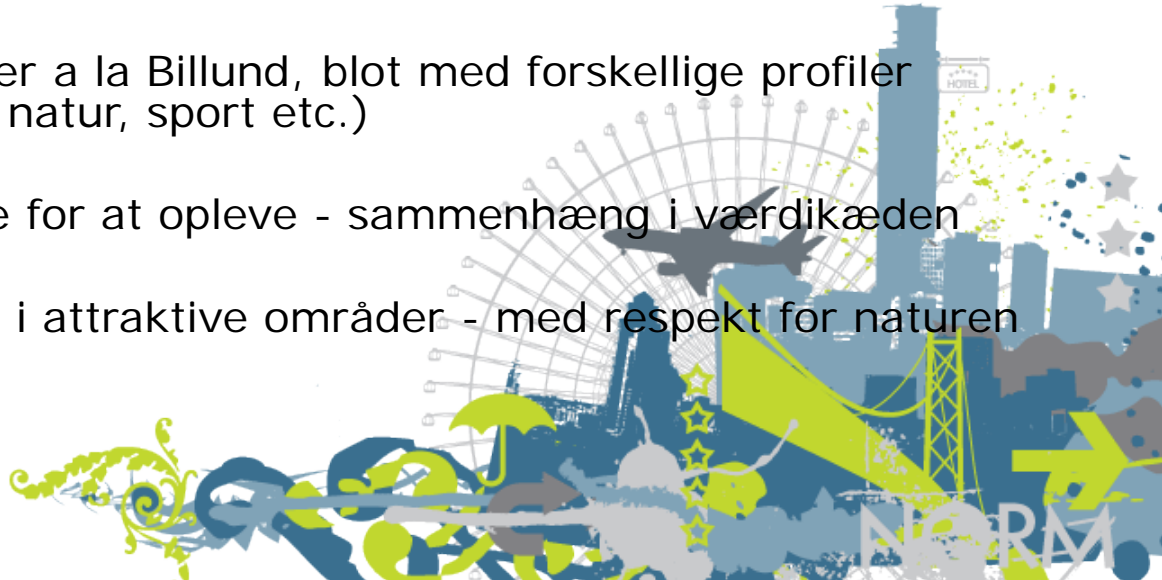 er a la Billund, blot med forskellige profiler
natur, sport etc.)
e for at opleve - sammenhæng i værdikæden
i attraktive områder - med respekt for naturen
HOTEL
NORM